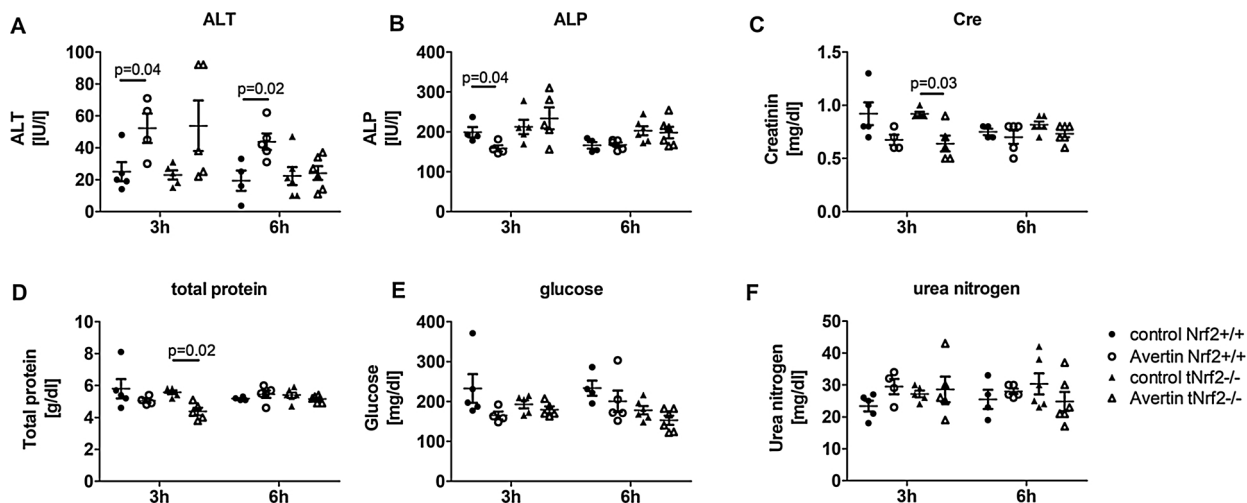 A
ALT
ALT
[IU/l]
100
80
60
40
20
0
p=0.04
p=0.02
3h
6h
B
ALP
ALP
[IU/l]
400
300
200
100
0
p=0.04
3h
6h
C
Cre
Creatinin
[mg/dl]
1.5
1.0
0.5
0.0
p=0.03
3h
6h
D
total protein
Total protein
[g/dl]
10
8
6
4
2
0
p=0.02
3h
6h
E
glucose
Glucose
[mg/dl]
400
300
200
100
0
3h
6h
F
urea nitrogen
Urea nitrogen
[mg/dl]
50
40
30
20
10
0
3h
6h
control Nrf2+/+
Avertin Nrf2+/+
control tNrf2-/-
Avertin tNrf2-/-